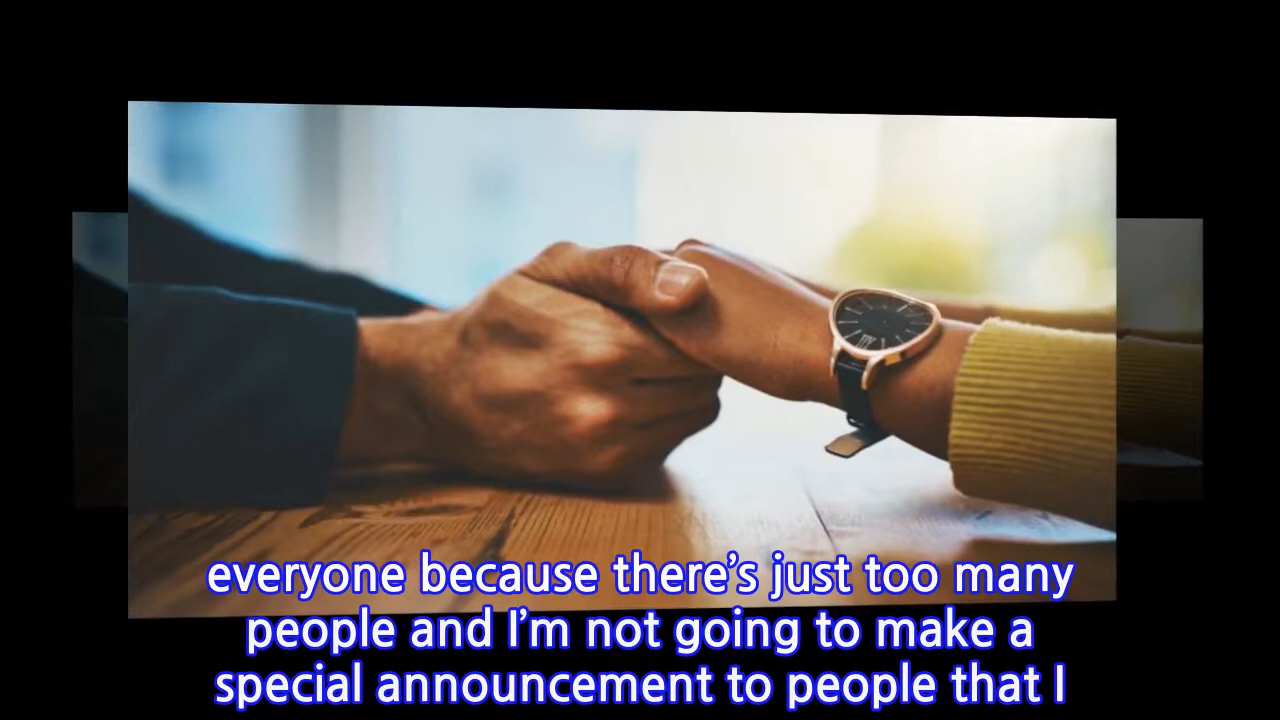 everyone because there’s just too many
people and I’m not going to make a
special announcement to people that I